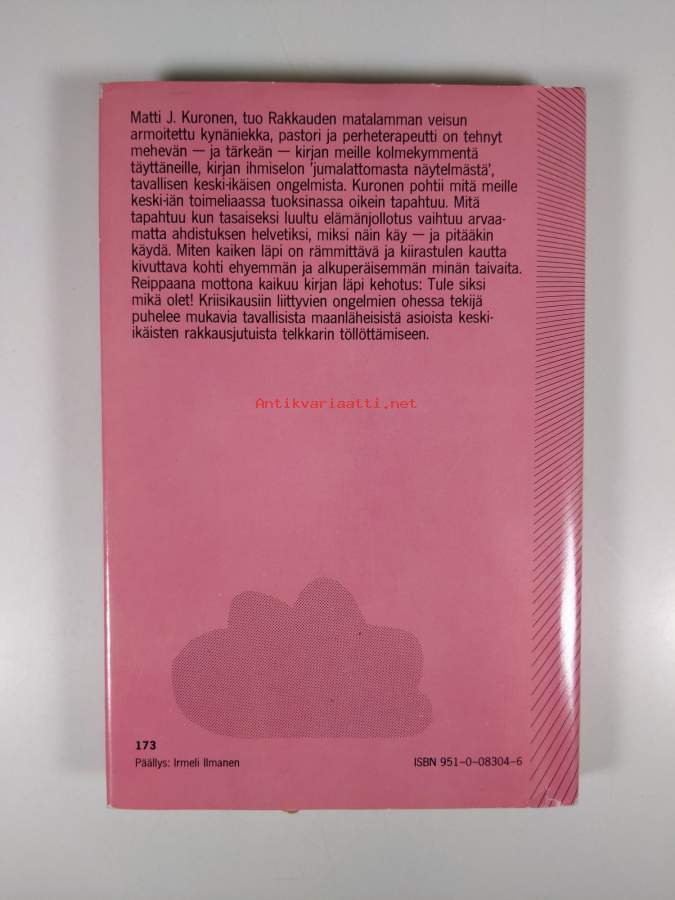 Matti J. Kuronen, tuo Rakkauden matalamman veisun
armoitettu kynäniekka, pastori ja perheterapeutti on tehnyt
mehevän — ja tärkeän — kirjan meille kolmekymmentä
täyttäneille, kirjan ihmiselon 'jumalattomasta näytelmästä',
tavallisen keski-ikäisen ongelmista. Kuronen pohtii mitä meille
keski-iän toimeliaassa tuoksinassa oikein tapahtuu. Mitä
tapahtuu kun tasaiseksi luultu elämänjollotus vaihtuu arvaa-
matta ahdistuksen helvetiksi, miksi näin käy — ja pitääkin
käydä. Miten kaiken läpi on rämmittävä ja kiirastulen kautta
kivuttava kohti ehyemmän ja alkuperäisemmän minän taivaita.
Reippaana mottona kaikuu kirjan läpi kehotus: Tule siksi
mikä olet! Kriisikausiin liittyvien ongelmien ohessa tekijä
puhelee mukavia tavallisista maanläheisistä asioista keski-
ikäisten rakkausjutuista telkkarin töllöttämiseen.
Antikvariaatti.net
173
Päällys: Irmeli Ilmanen
ISBN 951-0-08304-6